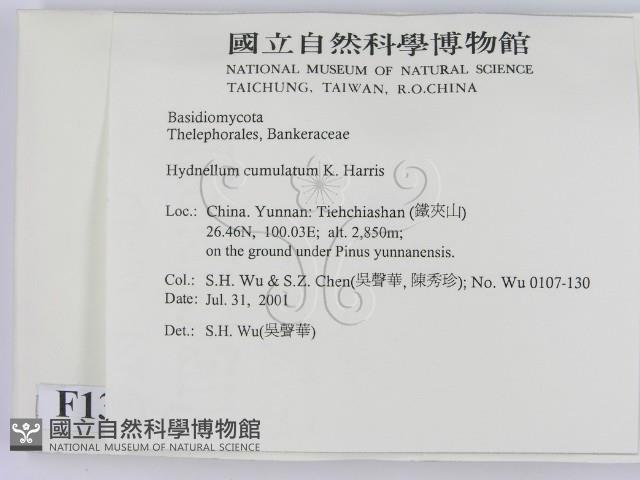 國立自然科學博物館
NATIONAL MUSEUM OF NATURAL SCIENCE
TAICHUNG, TAIWAN, R.O.CHINA
Basidiomycota
Thelephorales, Bankeraceae
Hydnellum cumulatum K. Harris
Loc.: China. Yunnan: Tiehchiashan (鐵夾山)
26.46N, 100.03E; alt. 2,850m;
on the ground under Pinus yunnanensis.
Col.: S.H. Wu & S.Z. Chen(吳聲華, 陳秀珍); No. Wu 0107-130
Date: Jul. 31, 2001
Det.: S.H. Wu(吳聲華)
國立自然科學博物館
NATIONAL MUSEUM OF NATURAL SCIENCE